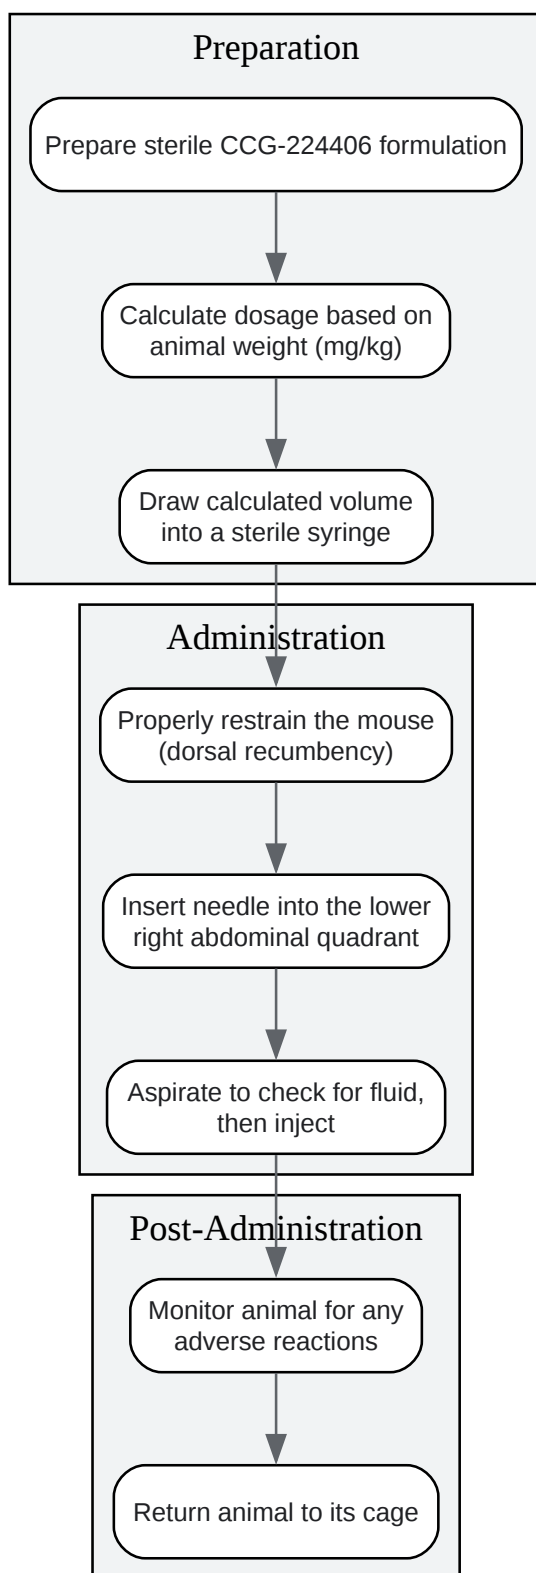 Preparation
Prepare sterile CCG-224406 formulation
Calculate dosage based on
animal weight (mg/kg)
Draw calculated volume
into a sterile syringe
Administration
Properly restrain the mouse
(dorsal recumbency)
Insert needle into the lower
right abdominal quadrant
Aspirate to check for fluid,
then inject
Post-Administration
Monitor animal for any
adverse reactions
Return animal to its cage